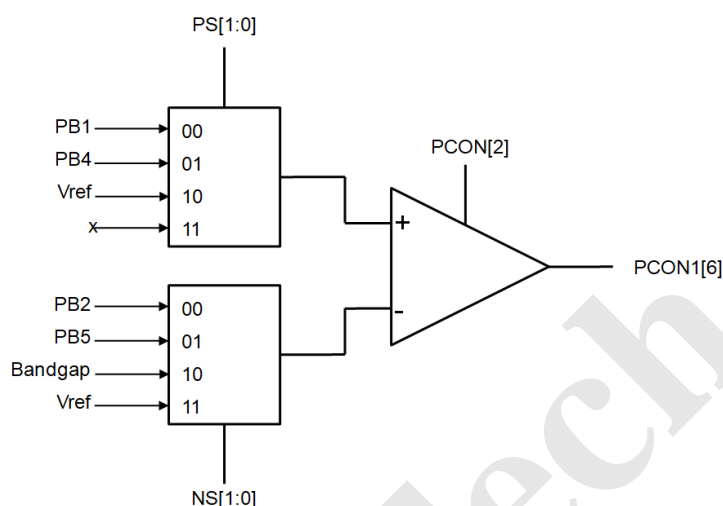 PS[1:0]
PB1
00
PB4
01
Vref
10
x
11
PCON[2]
+
-
PCON1[6]
PB2
00
PB5
01
Bandgap
10
Vref
11
NS[1:0]
tech